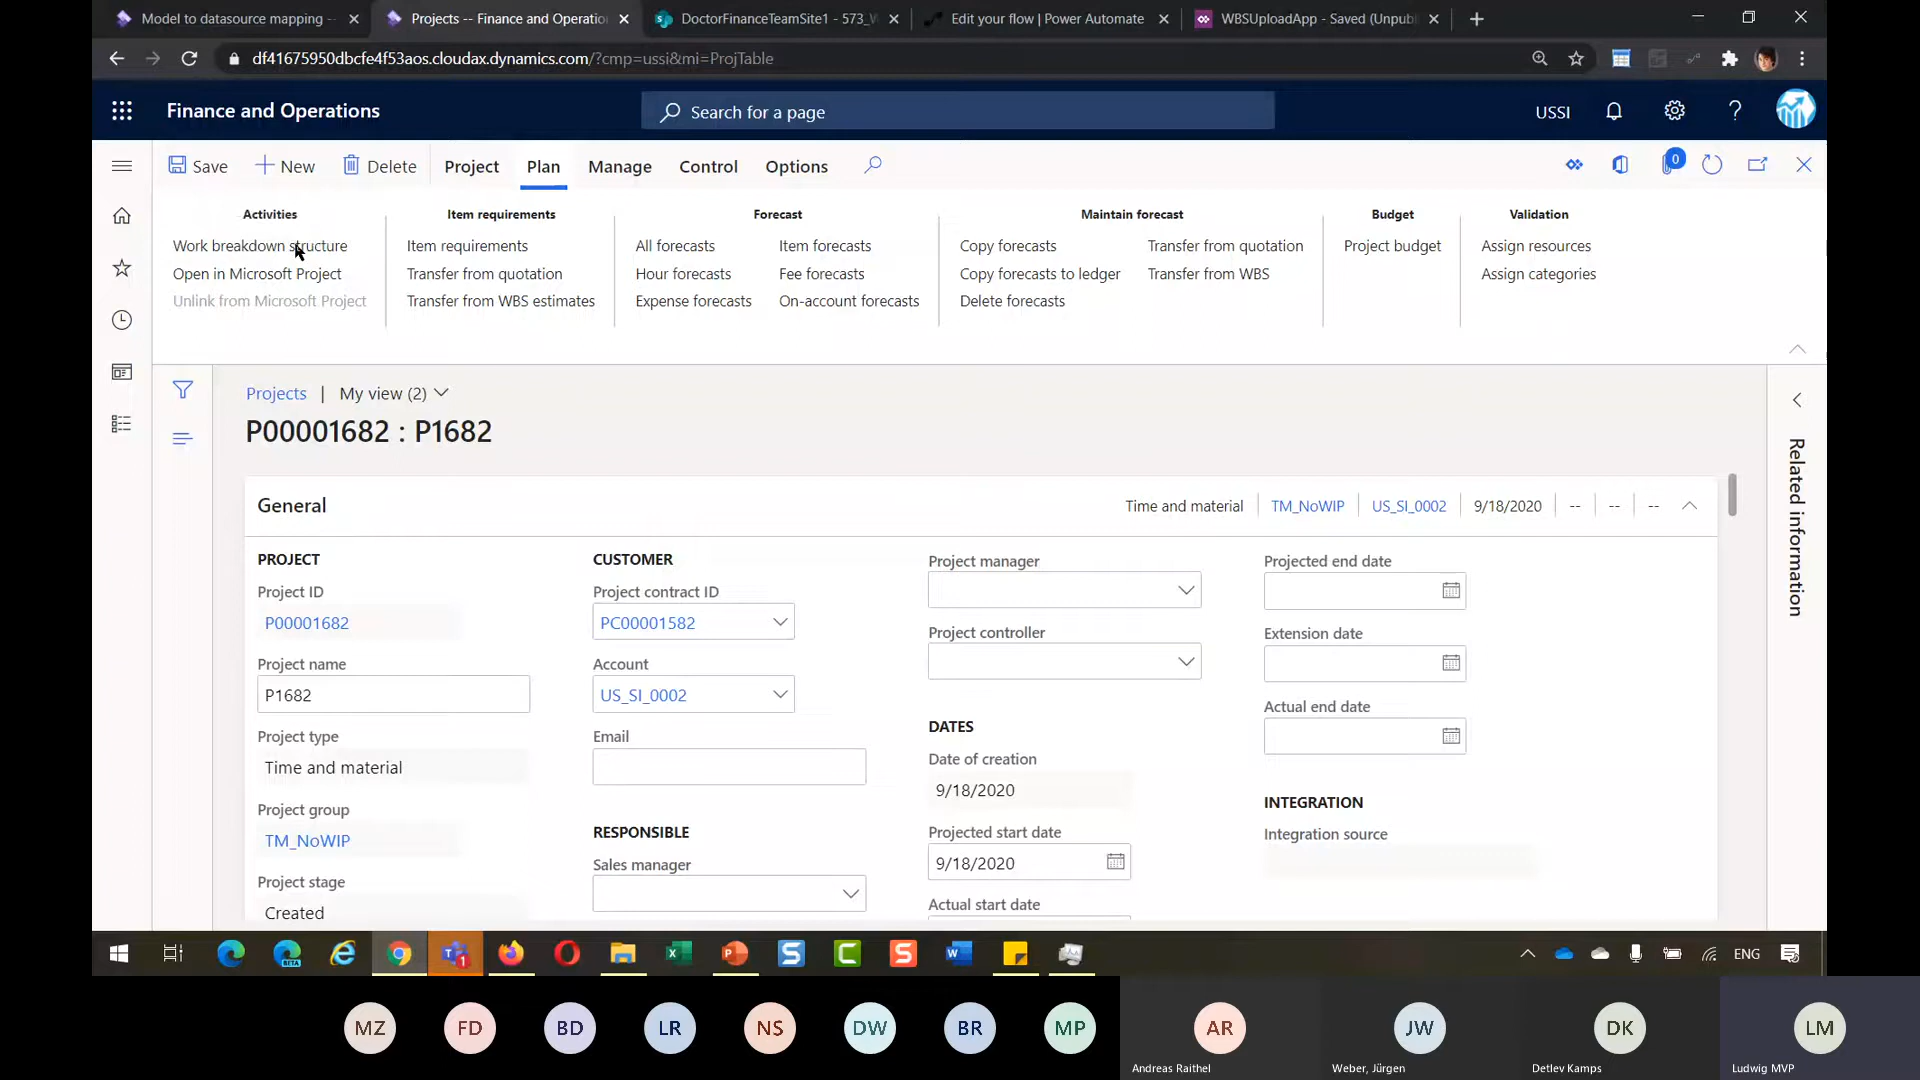 Model to datasource mapping --
Projects -- Finance and Operatio
DoctorFinanceTeamSite1 - 573_W
Edit your flow | Power Automate
WBSUploadApp - Saved (Unpub
df41675950dbcfe4f53aos.cloudax.dynamics.com/?cmp=ussi&mi=ProjTable
Finance and Operations
Search for a page
USSI
Save
New
Delete
Project
Plan
Manage
Control
Options
0
Activities
Work breakdown structure
Open in Microsoft Project
Unlink from Microsoft Project
Item requirements
Item requirements
Transfer from quotation
Transfer from WBS estimates
Forecast
All forecasts
Hour forecasts
Expense forecasts
Item forecasts
Fee forecasts
On-account forecasts
Maintain forecast
Copy forecasts
Copy forecasts to ledger
Delete forecasts
Transfer from quotation
Transfer from WBS
Budget
Project budget
Validation
Assign resources
Assign categories
Projects | My view (2)
P00001682 : P1682
Related information
General
Time and material
TM_NoWIP
US_SI_0002
9/18/2020
--
--
--
PROJECT
Project ID
P00001682
Project name
P1682
Project type
Time and material
Project group
TM_NoWIP
Project stage
Created
CUSTOMER
Project contract ID
PC00001582
Account
US_SI_0002
Email
RESPONSIBLE
Sales manager
Project manager
Project controller
DATES
Date of creation
9/18/2020
Projected start date
9/18/2020
Actual start date
Projected end date
Extension date
Actual end date
INTEGRATION
Integration source
BETA
1
ENG
MZ
FD
BD
LR
NS
DW
BR
MP
AR
Andreas Raithel
JW
Weber, Jürgen
DK
Detlev Kamps
LM
Ludwig MVP